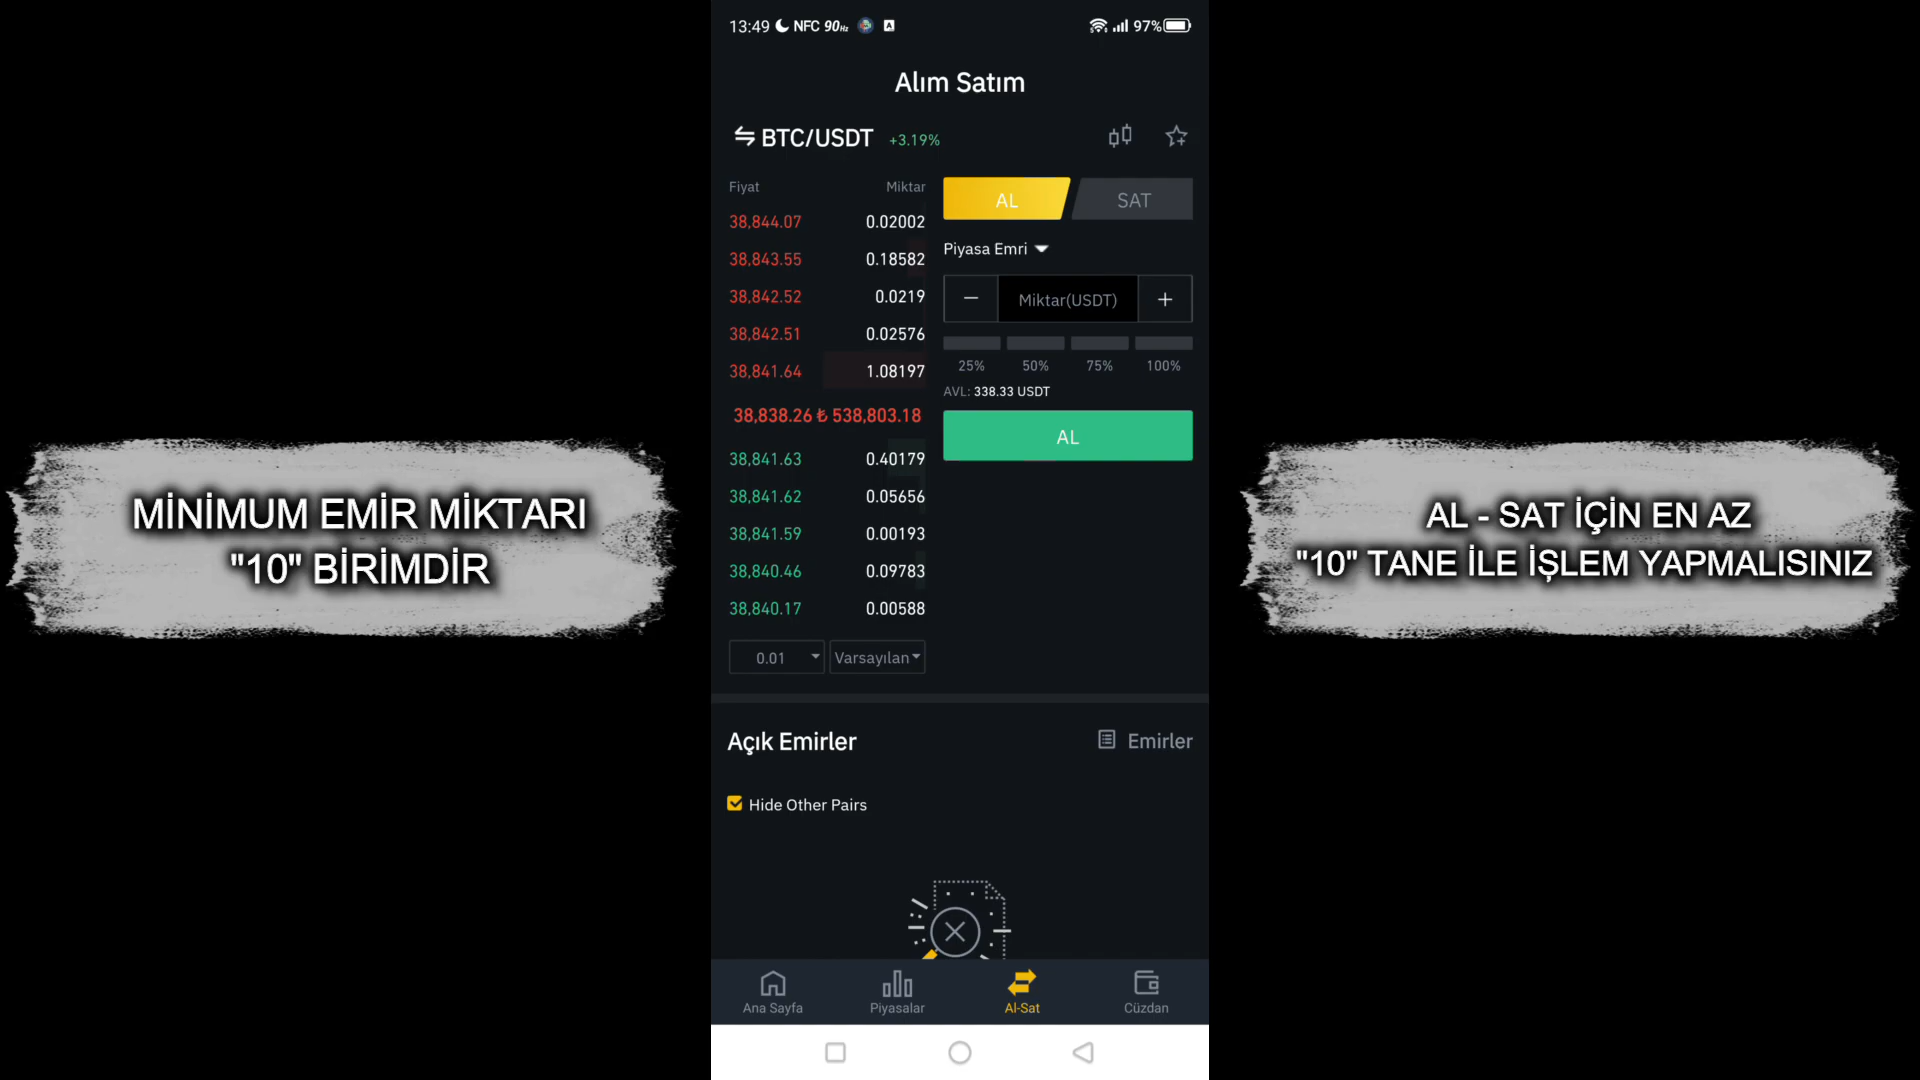 13:49 NFC 90Hz 97%
Alım Satım
BTC/USDT +3.19%
Fiyat Miktar
38,844.07 0.02002
38,843.55 0.18582
38,842.52 0.0219
38,842.51 0.02576
38,841.64 1.08197
38,838.26 ₺ 538,803.18
38,841.63 0.40179
38,841.62 0.05656
38,841.59 0.00193
38,840.46 0.09783
38,840.17 0.00588
0.01 Varsayılan
AL SAT
Piyasa Emri
− Miktar(USDT) +
25% 50% 75% 100%
AVL: 338.33 USDT
AL
MİNİMUM EMİR MİKTARI
"10" BİRİMDİR
AL - SAT İÇİN EN AZ
"10" TANE İLE İŞLEM YAPMALISINIZ
Açık Emirler Emirler
Hide Other Pairs
Ana Sayfa Piyasalar Al-Sat Cüzdan